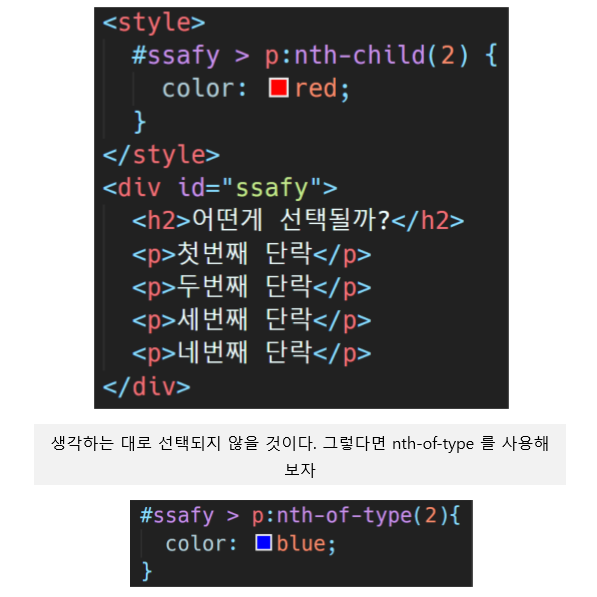 <style>
#ssafy > p:nth-child(2) {
color: red;
}
</style>
<div id="ssafy">
<h2>어떤게 선택될까?</h2>
<p>첫번째 단락</p>
<p>두번째 단락</p>
<p>세번째 단락</p>
<p>네번째 단락</p>
</div>
생각하는 대로 선택되지 않을 것이다. 그렇다면 nth-of-type 를 사용해
보자
#ssafy > p:nth-of-type(2){
color: blue;
}